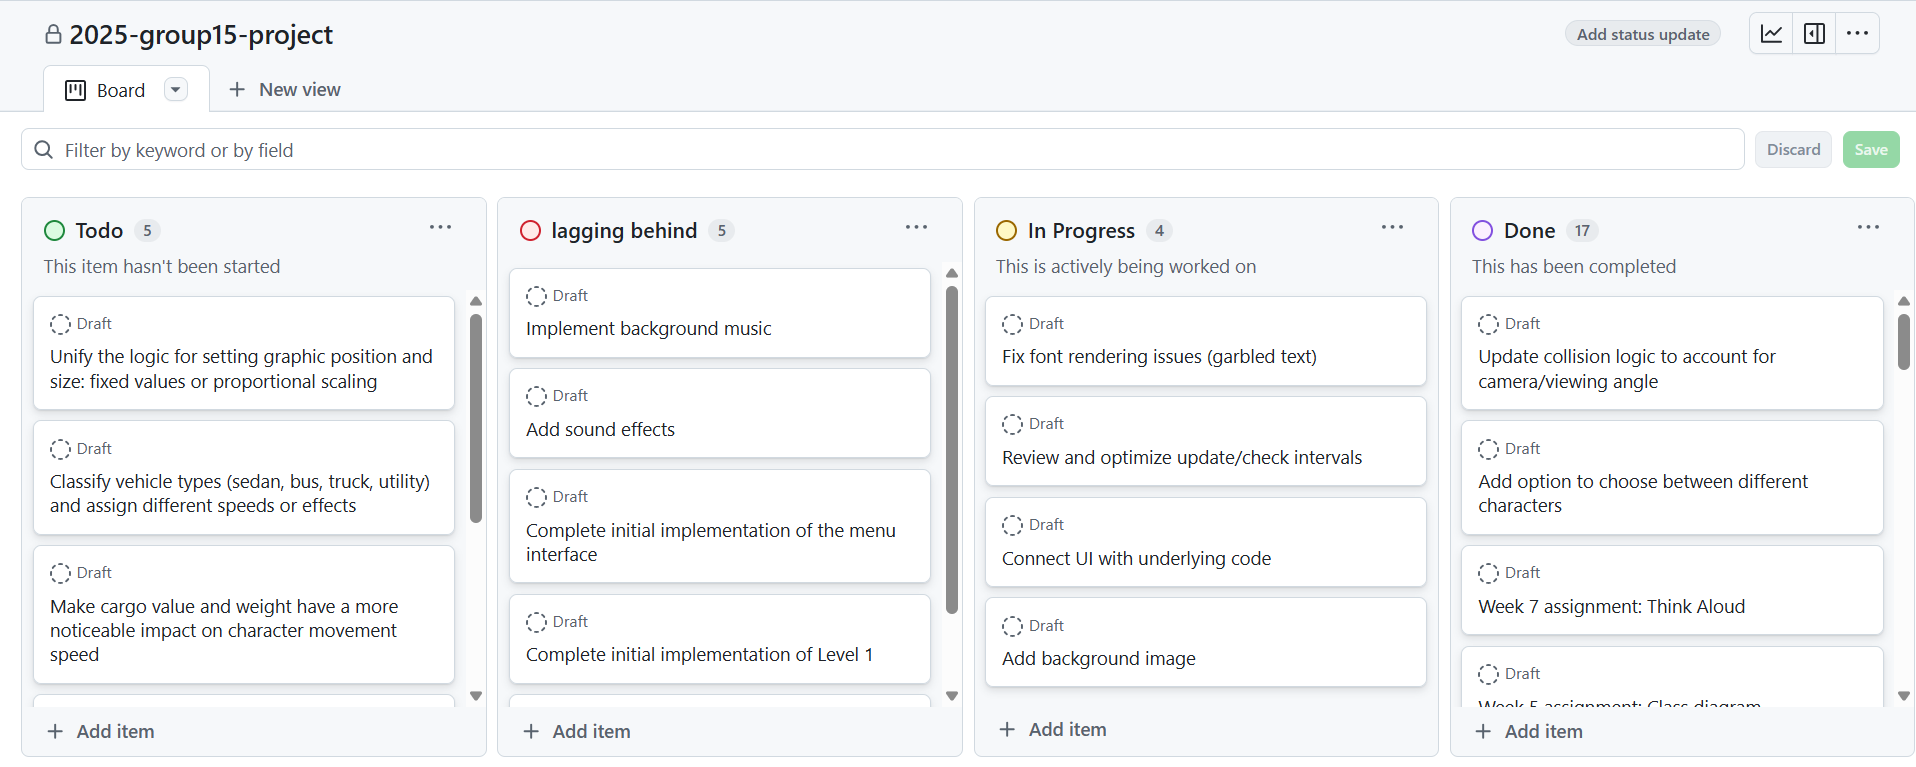 2025-group15-project
Add status update
Board
New view
Filter by keyword or by field
Discard
Save
Todo 5
This item hasn't been started
Draft
Unify the logic for setting graphic position and
size: fixed values or proportional scaling
Draft
Classify vehicle types (sedan, bus, truck, utility)
and assign different speeds or effects
Draft
Make cargo value and weight have a more
noticeable impact on character movement
speed
Add item
lagging behind 5
Draft
Implement background music
Draft
Add sound effects
Draft
Complete initial implementation of the menu
interface
Draft
Complete initial implementation of Level 1
Add item
In Progress 4
This is actively being worked on
Draft
Fix font rendering issues (garbled text)
Draft
Review and optimize update/check intervals
Draft
Connect UI with underlying code
Draft
Add background image
Add item
Done 17
This has been completed
Draft
Update collision logic to account for
camera/viewing angle
Draft
Add option to choose between different
characters
Draft
Week 7 assignment: Think Aloud
Draft
Week 5 assignment: Class diagram
Add item